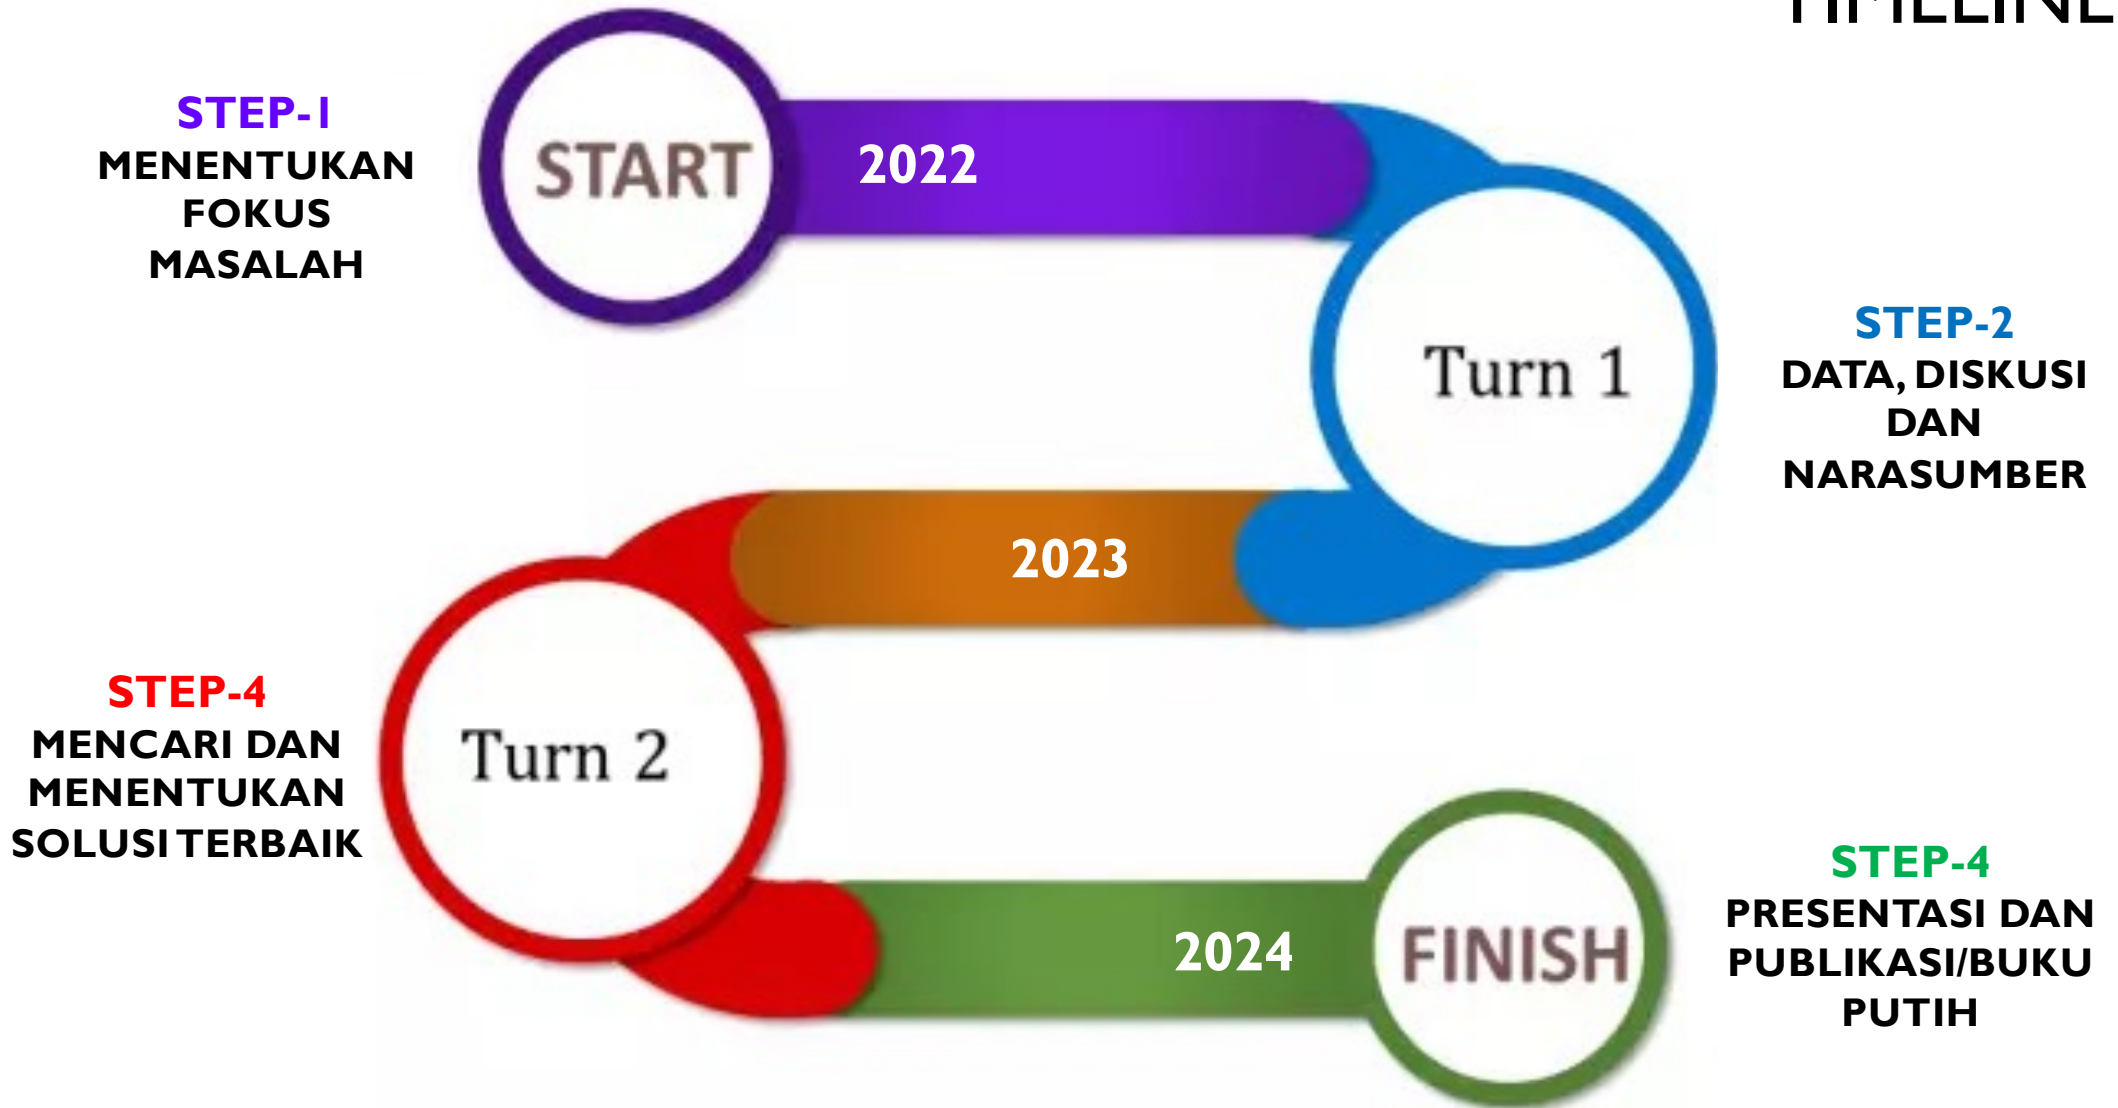 TIMELINE
STEP-1
MENENTUKAN
FOKUS
MASALAH
START
2022
Turn 1
STEP-2
DATA, DISKUSI
DAN
NARASUMBER
2023
STEP-4
MENCARI DAN
MENENTUKAN
SOLUSI TERBAIK
Turn 2
2024
FINISH
STEP-4
PRESENTASI DAN
PUBLIKASI/BUKU
PUTIH